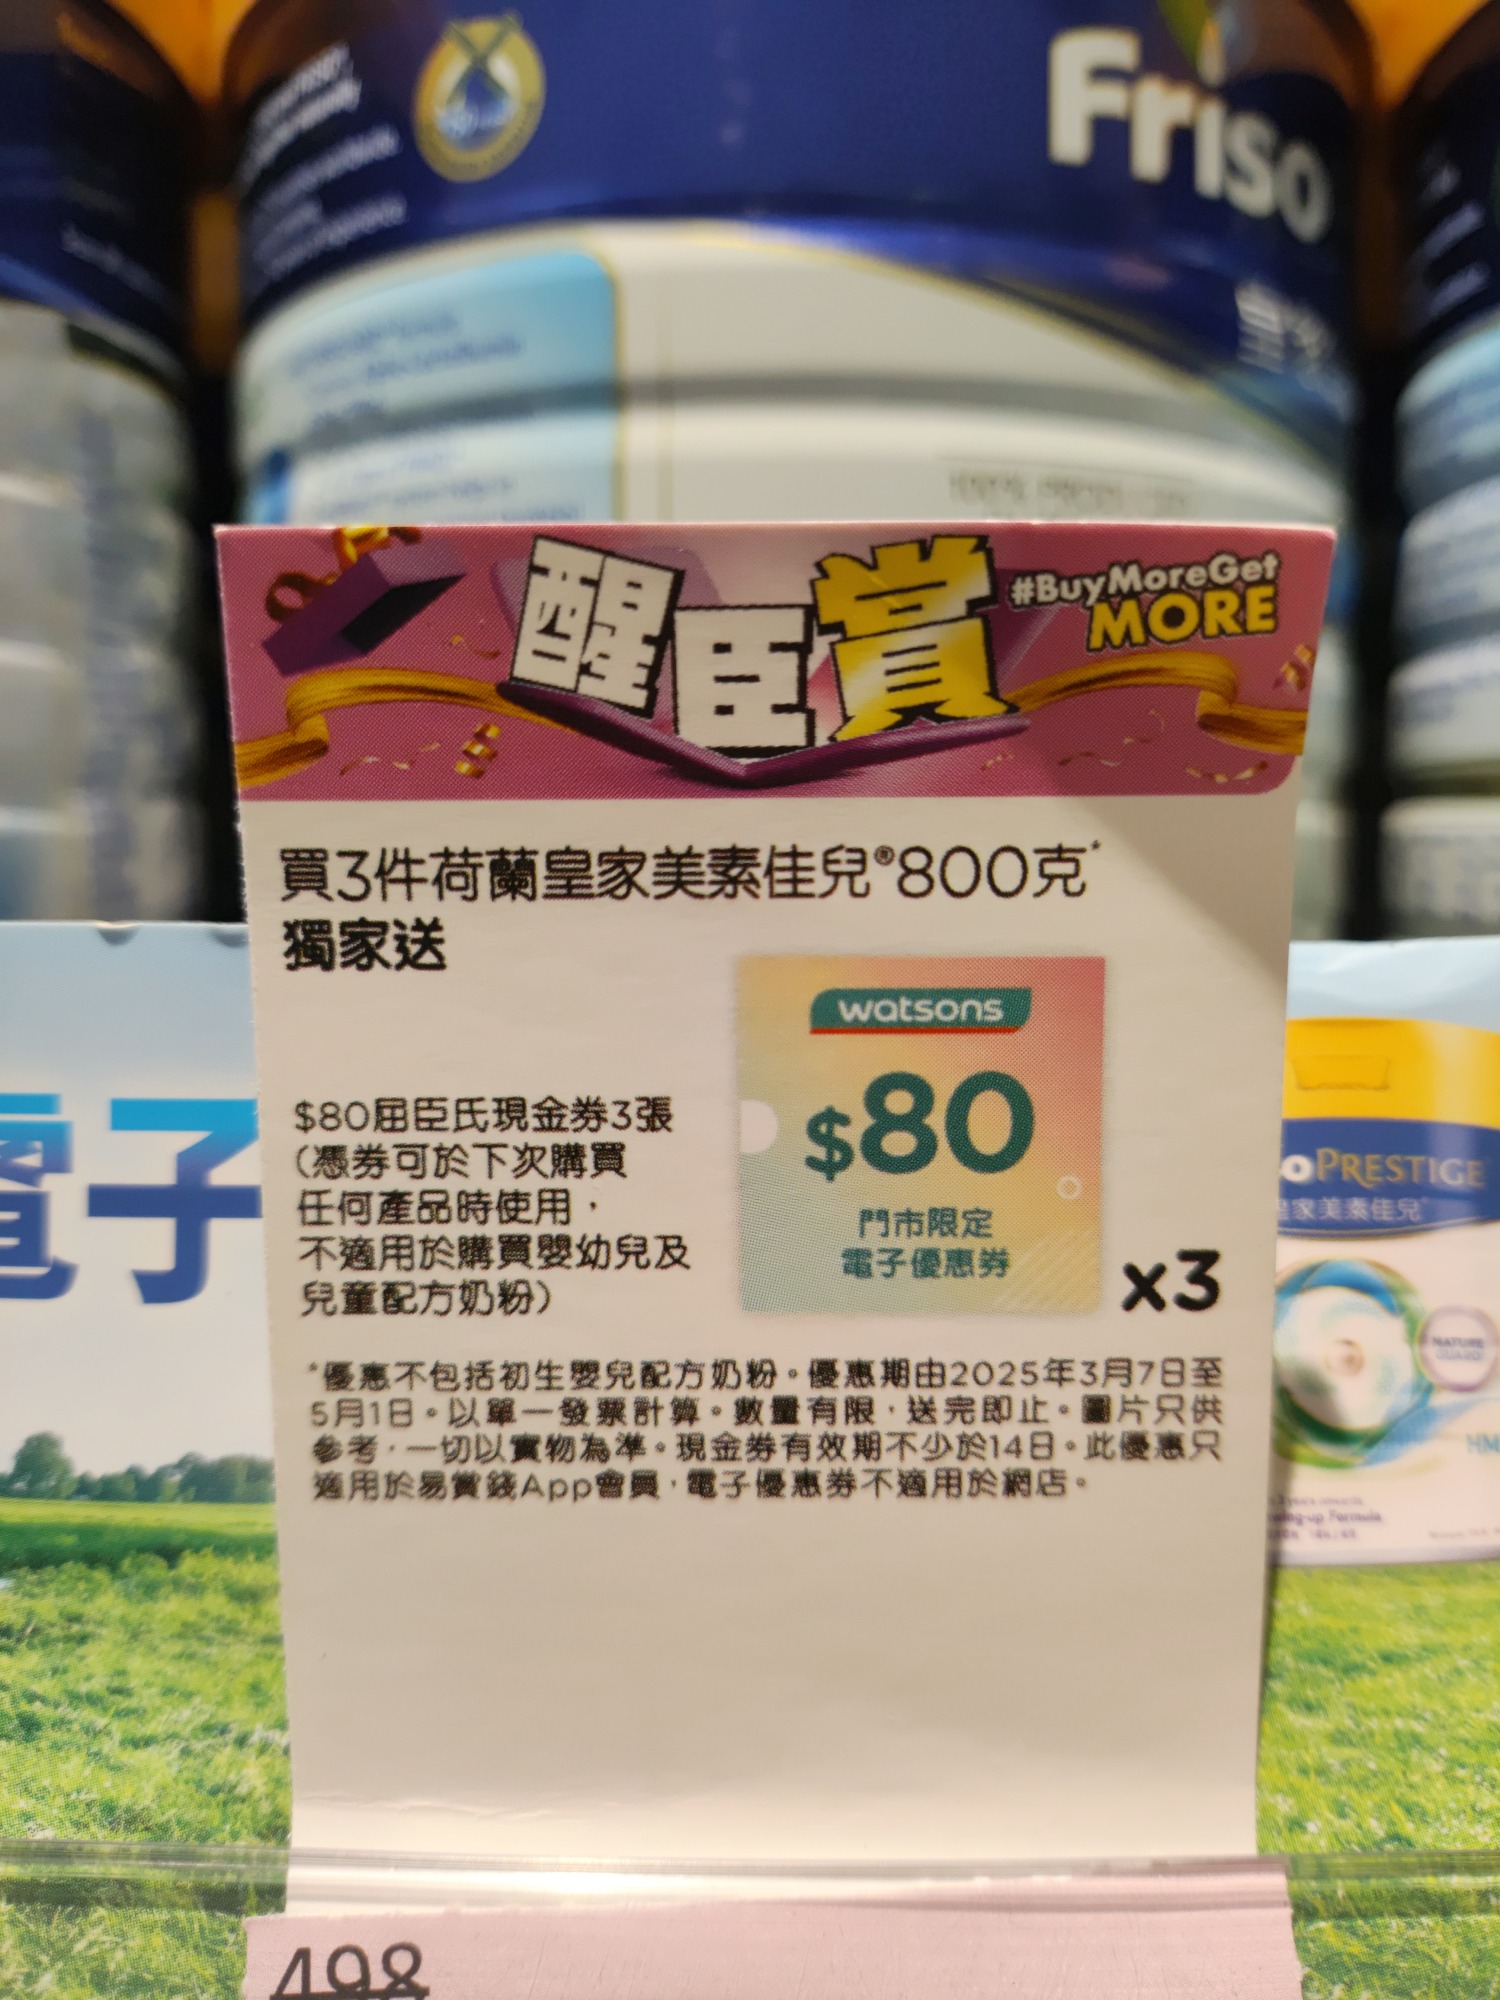 Friso
醒臣賞
#BuyMoreGet
MORE
買3件荷蘭皇家美素佳兒®800克*
獨家送
watsons
$80
門市限定
電子優惠券
x3
$80屈臣氏現金券3張
(憑券可於下次購買
任何產品時使用，
不適用於購買嬰幼兒及
兒童配方奶粉)
*優惠不包括初生嬰兒配方奶粉。優惠期由2025年3月7日至
5月1日。以單一發票計算。數量有限，送完即止。圖片只供
參考，一切以實物為準。現金券有效期不少於14日。此優惠只
適用於易賞錢App會員，電子優惠券不適用於網店。
電子
oPRESTIGE
皇家美素佳兒
NATURE
GUARD
HM
498